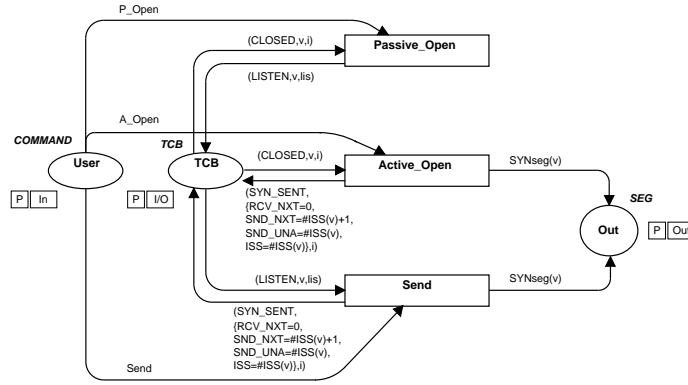 P_Open
(CLOSED,v,i)
Passive_Open
(LISTEN,v,lis)
A_Open
COMMAND
TCB
User
TCB
(CLOSED,v,i)
Active_Open
SYNseg(v)
P In
P I/O
(SYN_SENT,
{RCV_NXT=0,
SND_NXT=#ISS(v)+1,
SND_UNA=#ISS(v),
ISS=#ISS(v)},i)
SEG
Out
P Out
(LISTEN,v,lis)
Send
SYNseg(v)
(SYN_SENT,
{RCV_NXT=0,
SND_NXT=#ISS(v)+1,
SND_UNA=#ISS(v),
ISS=#ISS(v)},i)
Send